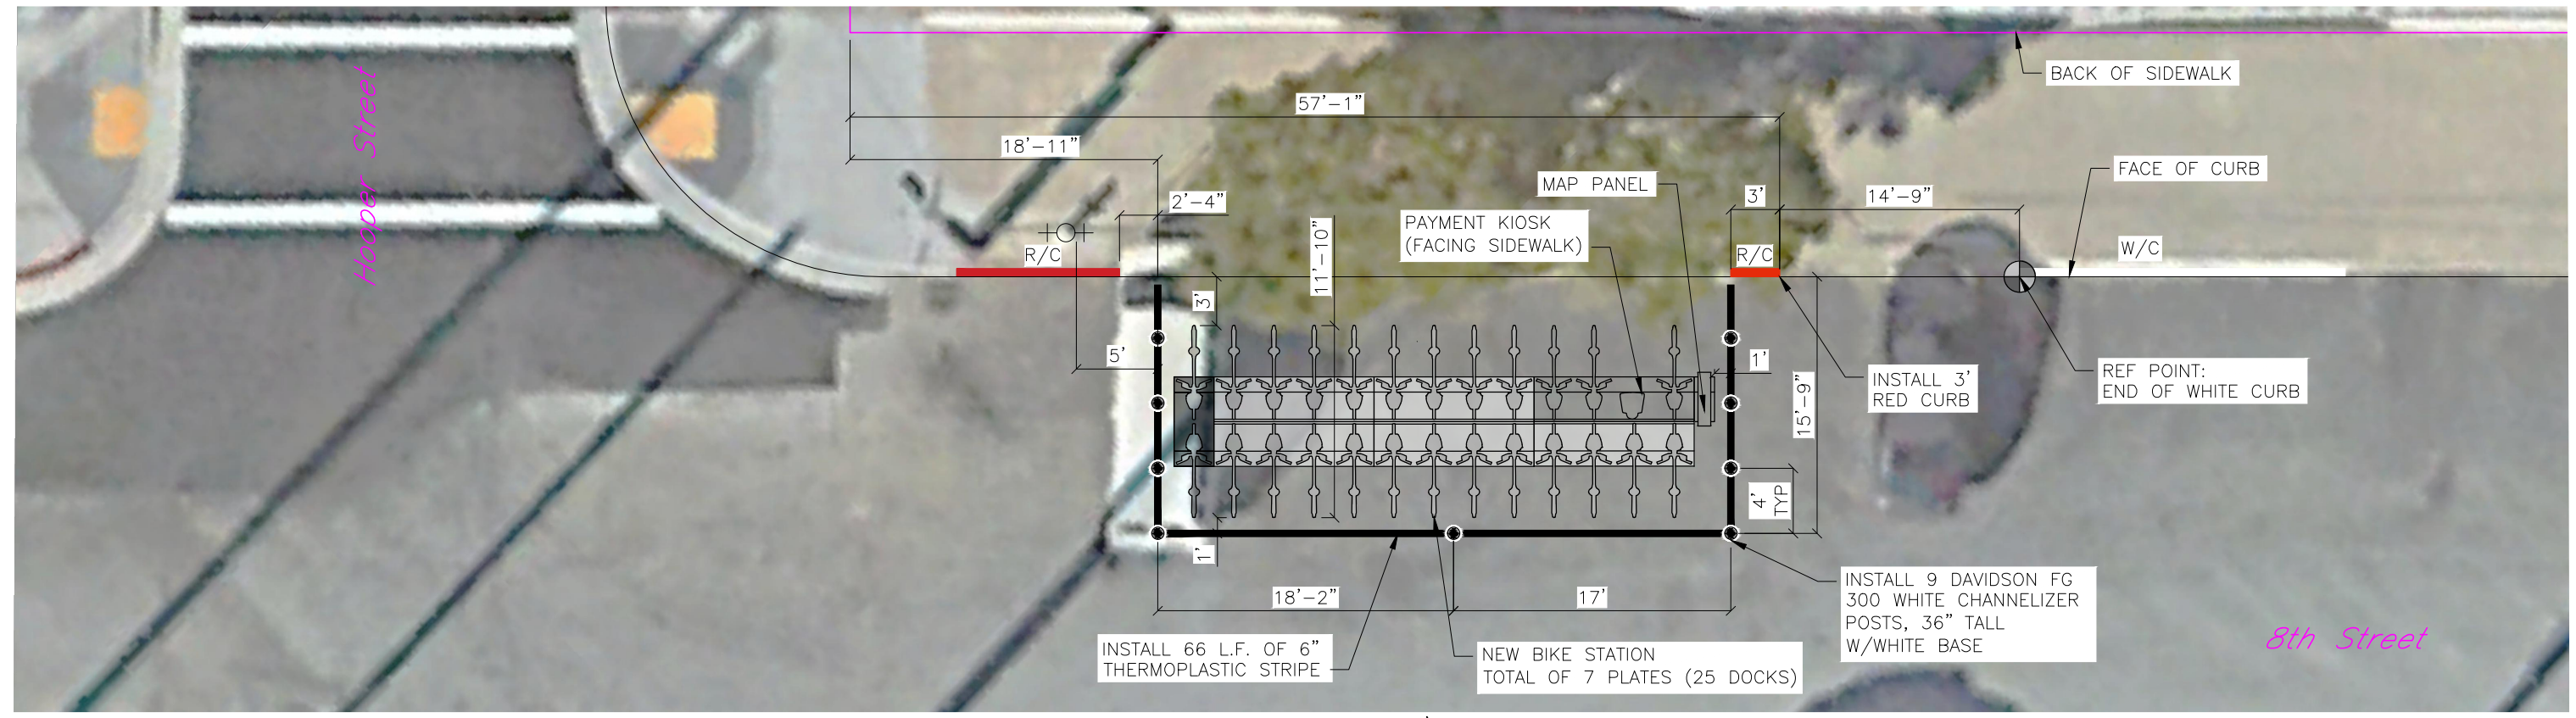 Hooper Street
BACK OF SIDEWALK
57'-1"
18'-11"
MAP PANEL
FACE OF CURB
2'-4"
3'
14'-9"
PAYMENT KIOSK
(FACING SIDEWALK)
11'-10"
R/C
R/C
W/C
3'
5'
1'
INSTALL 3'
RED CURB
REF POINT:
END OF WHITE CURB
15'-9"
4'
TYP
1'
18'-2"
17'
INSTALL 9 DAVIDSON FG
300 WHITE CHANNELIZER
POSTS, 36" TALL
W/WHITE BASE
8th Street
INSTALL 66 L.F. OF 6"
THERMOPLASTIC STRIPE
NEW BIKE STATION
TOTAL OF 7 PLATES (25 DOCKS)